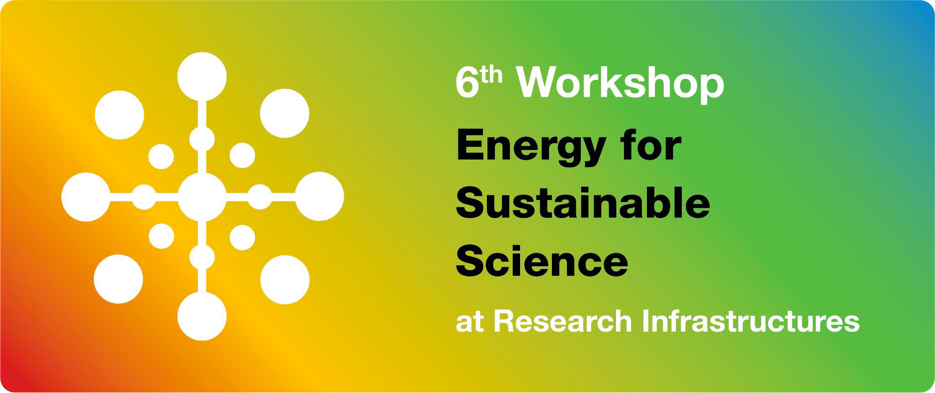 6th Workshop
Energy for
Sustainable
Science
at Research Infrastructures